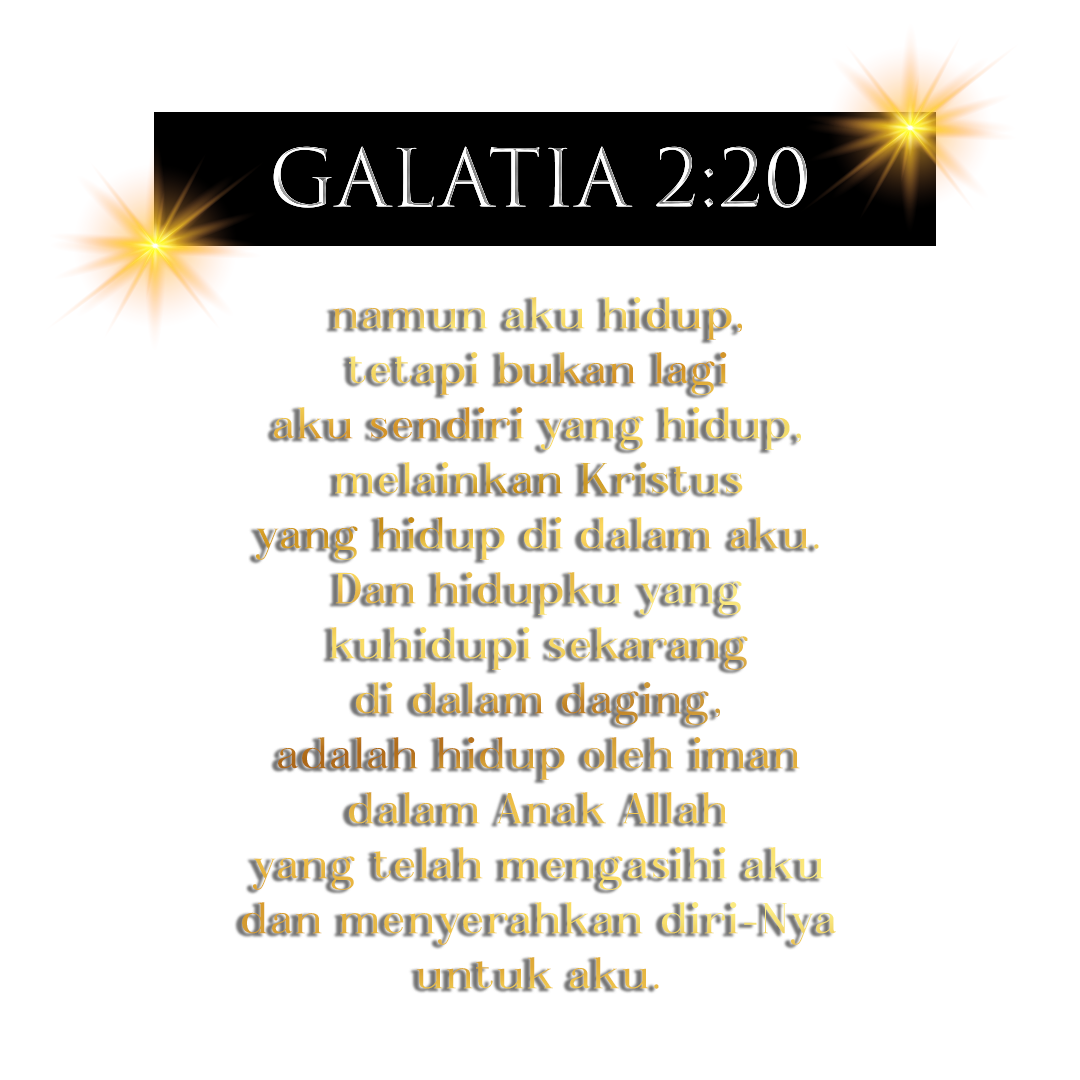 GALATIA 2:20
namun aku hidup,
tetapi bukan lagi
aku sendiri yang hidup,
melainkan Kristus
yang hidup di dalam aku.
Dan hidupku yang
kuhidupi sekarang
di dalam daging,
adalah hidup oleh iman
dalam Anak Allah
yang telah mengasihi aku
dan menyerahkan diri-Nya
untuk aku.